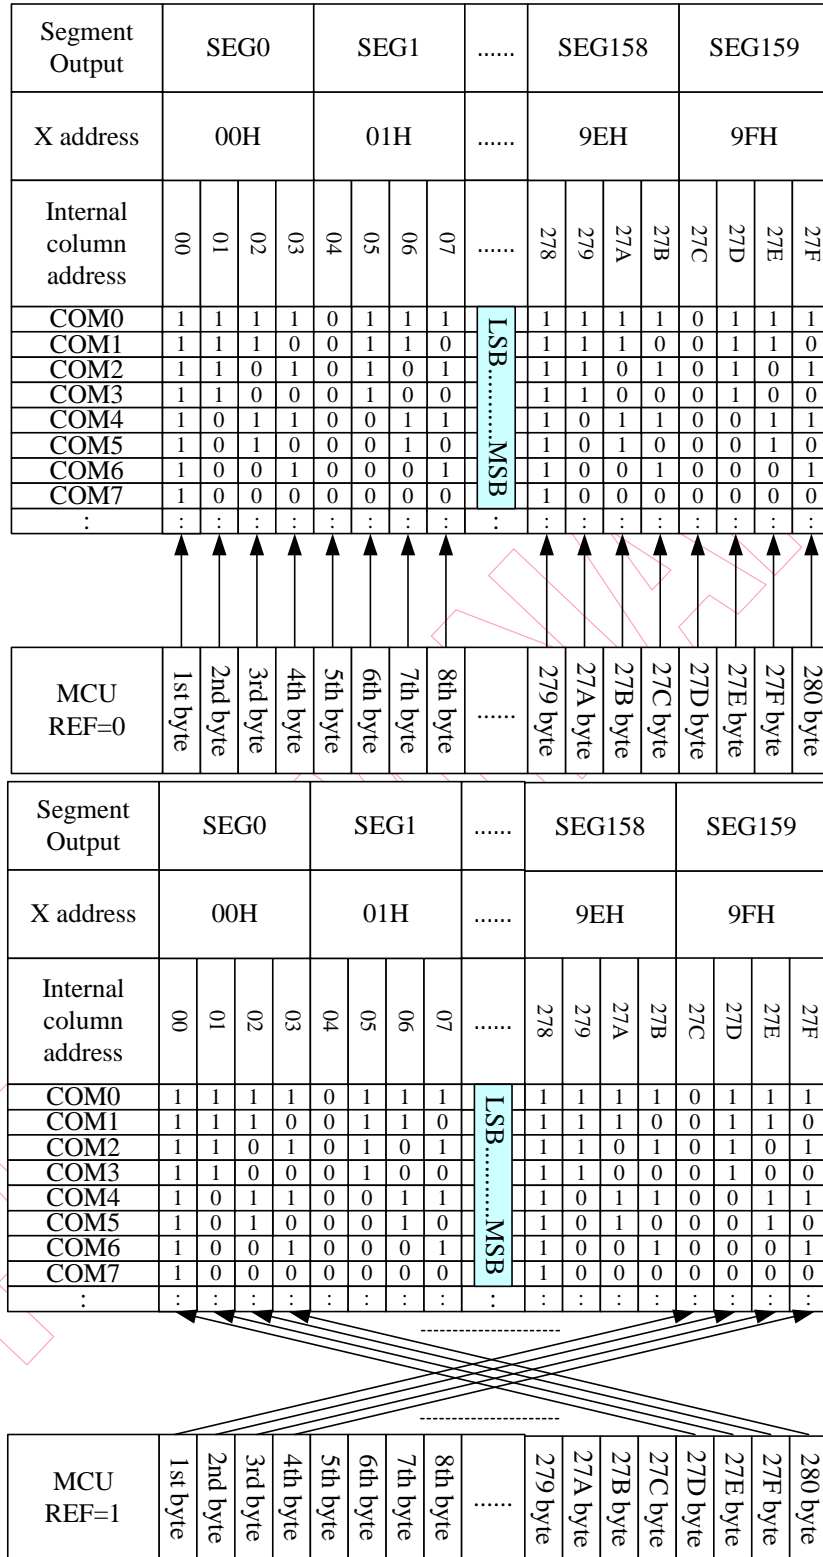 Segment Output SEG0 SEG1 ...... SEG158 SEG159
X address 00H 01H ...... 9EH 9FH
Internal column address 00 01 02 03 04 05 06 07 ...... 278 279 27A 27B 27C 27D 27E 27F
COM0 1 1 1 1 0 1 1 1 LSB............MSB 1 1 1 1 0 1 1 1
COM1 1 1 1 0 0 1 1 0 1 1 1 0 0 1 1 0
COM2 1 1 0 1 0 1 0 1 1 1 0 1 0 1 0 1
COM3 1 1 0 0 0 1 0 0 1 1 0 0 0 1 0 0
COM4 1 0 1 1 0 0 1 1 1 0 1 1 0 0 1 1
COM5 1 0 1 0 0 0 1 0 1 0 1 0 0 0 1 0
COM6 1 0 0 1 0 0 0 1 1 0 0 1 0 0 0 1
COM7 1 0 0 0 0 0 0 0 1 0 0 0 0 0 0 0
: : : : : : : : : : : : : : : : : :
MCU REF=0 1st byte 2nd byte 3rd byte 4th byte 5th byte 6th byte 7th byte 8th byte ...... 279 byte 27A byte 27B byte 27C byte 27D byte 27E byte 27F byte 280 byte
Segment Output SEG0 SEG1 ...... SEG158 SEG159
X address 00H 01H ...... 9EH 9FH
Internal column address 00 01 02 03 04 05 06 07 ...... 278 279 27A 27B 27C 27D 27E 27F
COM0 1 1 1 1 0 1 1 1 LSB............MSB 1 1 1 1 0 1 1 1
COM1 1 1 1 0 0 1 1 0 1 1 1 0 0 1 1 0
COM2 1 1 0 1 0 1 0 1 1 1 0 1 0 1 0 1
COM3 1 1 0 0 0 1 0 0 1 1 0 0 0 1 0 0
COM4 1 0 1 1 0 0 1 1 1 0 1 1 0 0 1 1
COM5 1 0 1 0 0 0 1 0 1 0 1 0 0 0 1 0
COM6 1 0 0 1 0 0 0 1 1 0 0 1 0 0 0 1
COM7 1 0 0 0 0 0 0 0 1 0 0 0 0 0 0 0
: : : : : : : : : : : : : : : : : :
MCU REF=1 1st byte 2nd byte 3rd byte 4th byte 5th byte 6th byte 7th byte 8th byte ...... 279 byte 27A byte 27B byte 27C byte 27D byte 27E byte 27F byte 280 byte